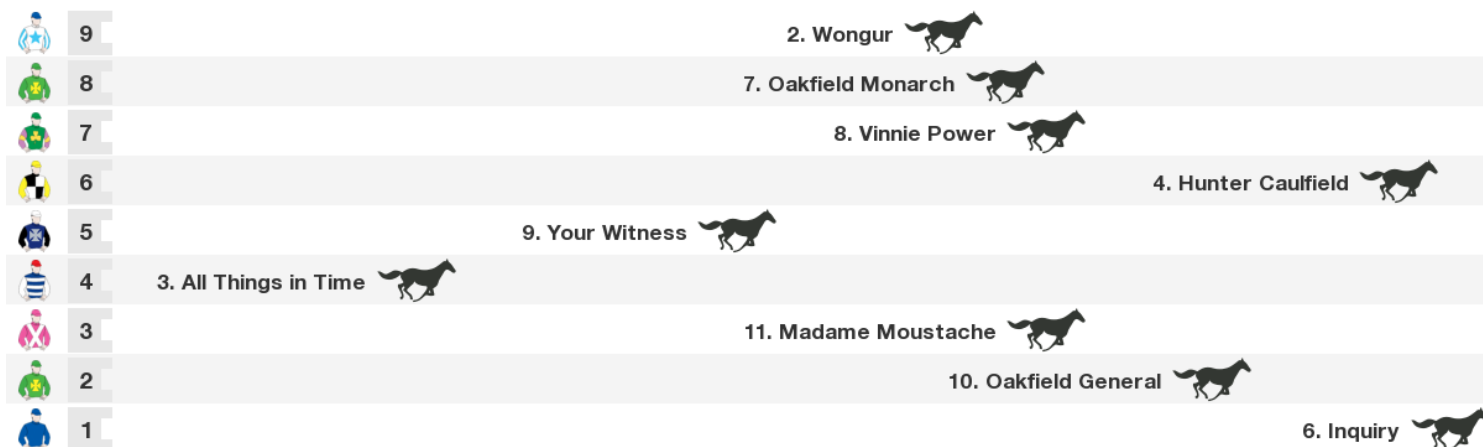 9 2. Wongur
8 7. Oakfield Monarch
7 8. Vinnie Power
6 4. Hunter Caulfield
5 9. Your Witness
4 3. All Things in Time
3 11. Madame Moustache
2 10. Oakfield General
1 6. Inquiry